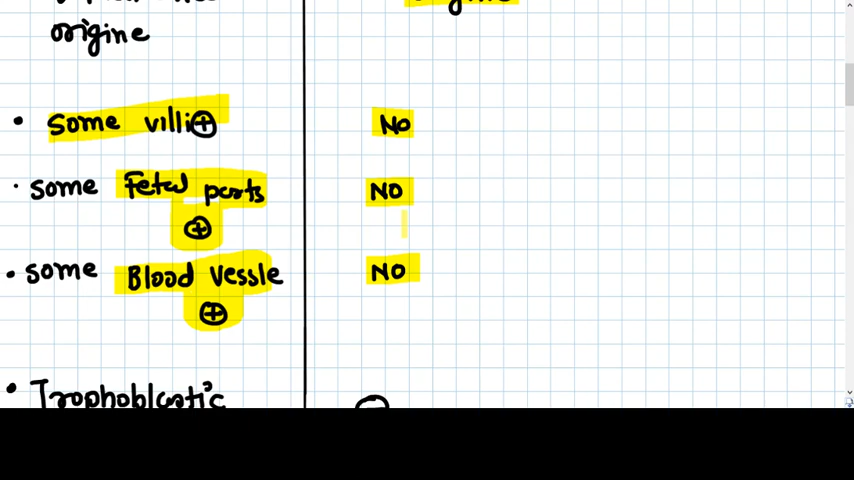 origine
• Some villi ⊕ No
• some Fetal parts NO
⊕
• some Blood Vessle NO
⊕
• Trophoblastic